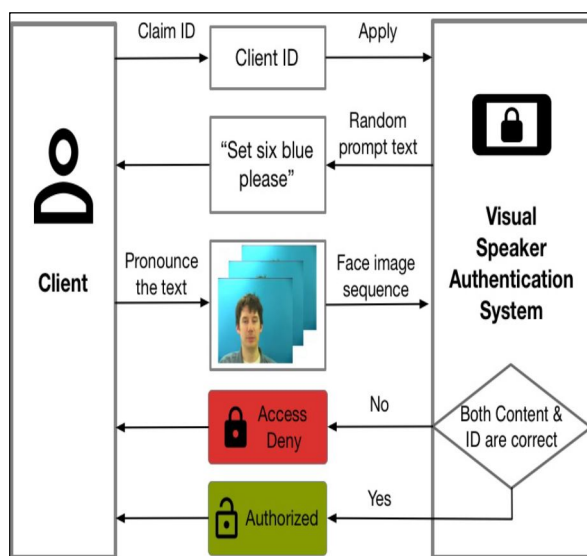 Claim ID
Client ID
Apply
"Set six blue
please"
Random
prompt text
Client
Pronounce
the text
Face image
sequence
Visual
Speaker
Authentication
System
Access
Deny
No
Both Content &
ID are correct
Authorized
Yes